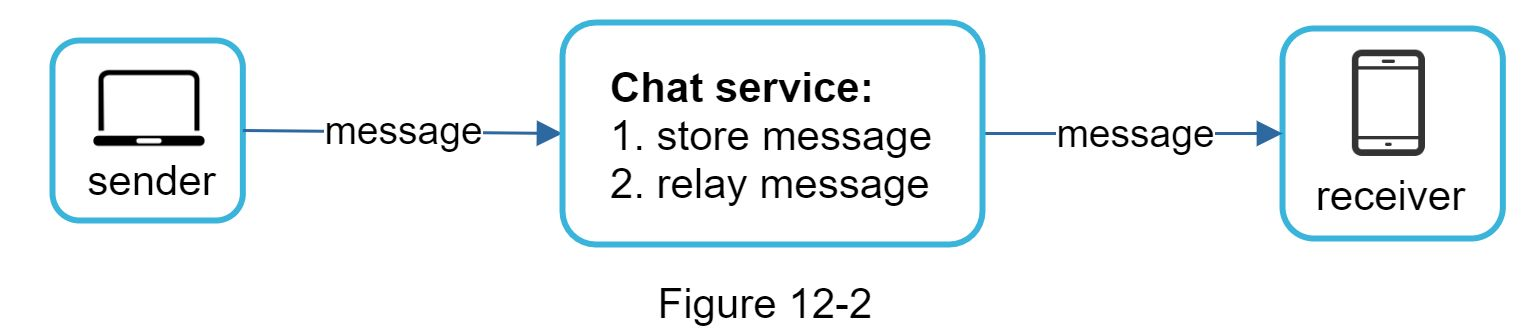 sender
message
Chat service:
1. store message
2. relay message
message
receiver
Figure 12-2